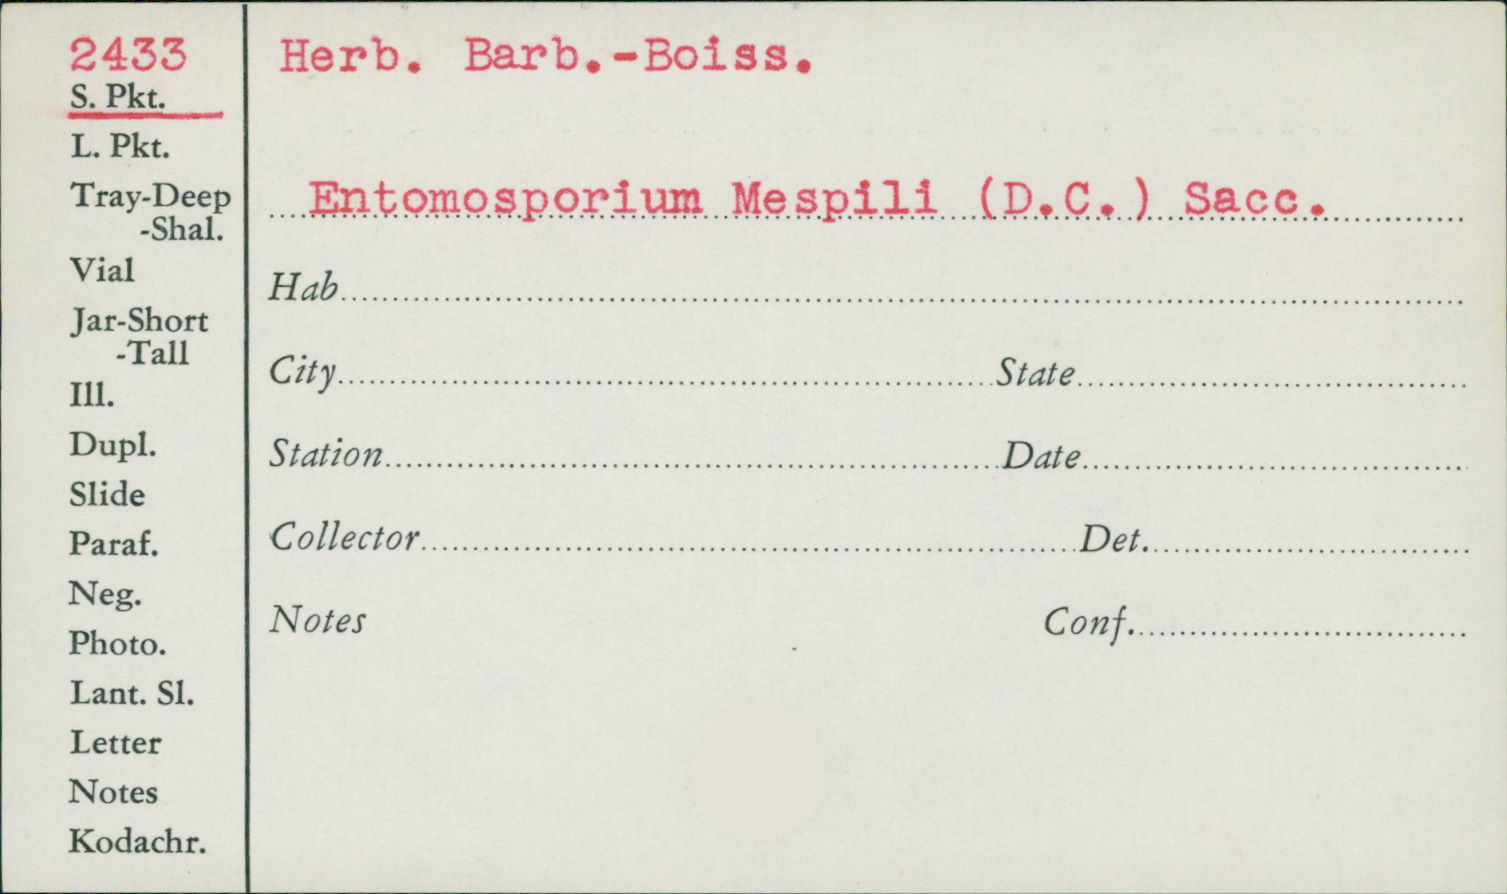 2433
S. Pkt.
L. Pkt.
Tray-Deep
-Shal.
Vial
Jar-Short
-Tall
Ill.
Dupl.
Slide
Paraf.
Neg.
Photo.
Lant. Sl.
Letter
Notes
Kodachr.
Herb. Barb.-Boiss.
Entomosporium Mespili (D.C.) Sacc.
Hab
City State
Station Date
Collector Det.
Notes Conf.